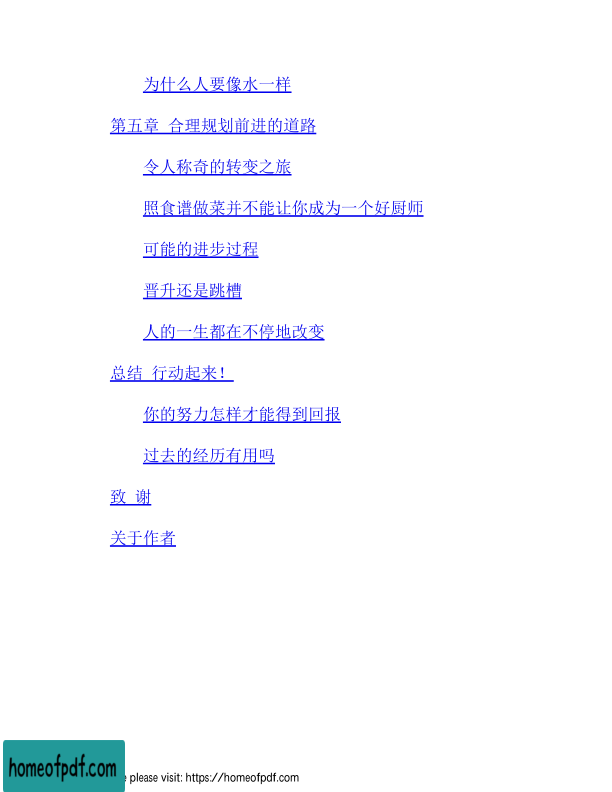 为什么人要像水一样
第五章 合理规划前进的道路
令人称奇的转变之旅
照食谱做菜并不能让你成为一个好厨师
可能的进步过程
晋升还是跳槽
人的一生都在不停地改变
总结 行动起来！
你的努力怎样才能得到回报
过去的经历有用吗
致 谢
关于作者
homeofpdf.com
e please visit: https://homeofpdf.com